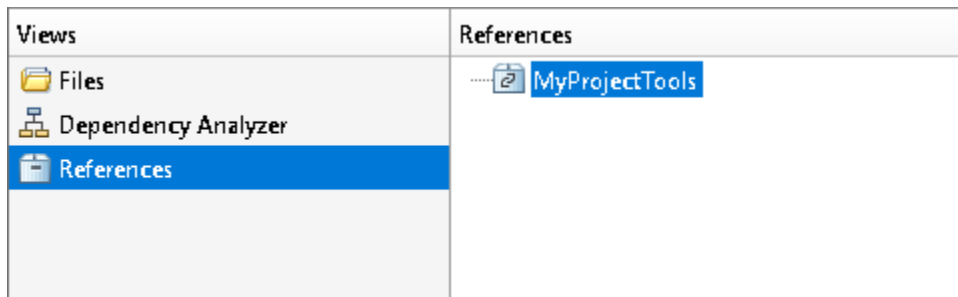 Views
Files
Dependency Analyzer
References
References
MyProjectTools